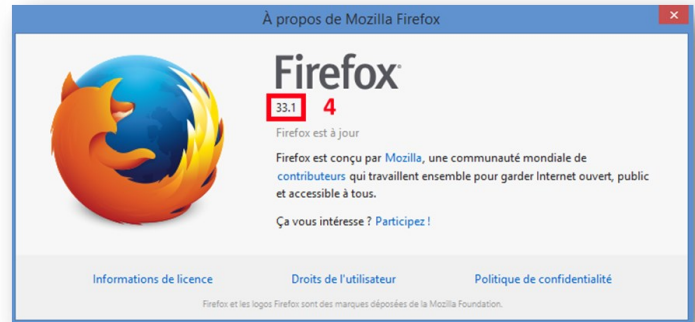 À propos de Mozilla Firefox
Firefox
33.1 4
Firefox est à jour
Firefox est conçu par Mozilla, une communauté mondiale de
contributeurs qui travaillent ensemble pour garder Internet ouvert, public
et accessible à tous.
Ça vous intéresse ? Participez !
Informations de licence Droits de l'utilisateur Politique de confidentialité
Firefox et les logos Firefox sont des marques déposées de la Mozilla Foundation.